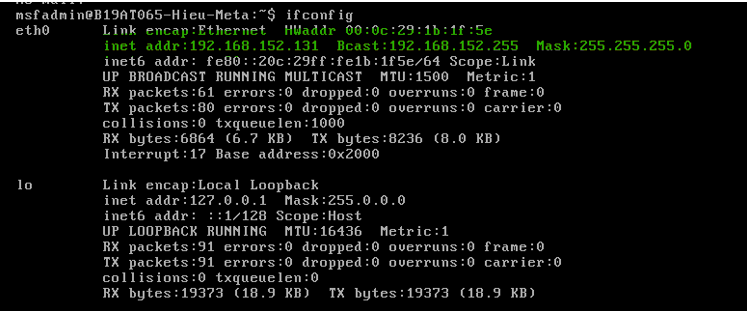 msfadmin@B19AT065-Hieu-Meta:~$ ifconfig
eth0 Link encap:Ethernet HWaddr 00:0c:29:1b:1f:5e
inet addr:192.168.152.131 Bcast:192.168.152.255 Mask:255.255.255.0
inet6 addr: fe80::20c:29ff:fe1b:1f5e/64 Scope:Link
UP BROADCAST RUNNING MULTICAST MTU:1500 Metric:1
RX packets:61 errors:0 dropped:0 overruns:0 frame:0
TX packets:80 errors:0 dropped:0 overruns:0 carrier:0
collisions:0 txqueuelen:1000
RX bytes:6864 (6.7 KB) TX bytes:8236 (8.0 KB)
Interrupt:17 Base address:0x2000
lo Link encap:Local Loopback
inet addr:127.0.0.1 Mask:255.0.0.0
inet6 addr: ::1/128 Scope:Host
UP LOOPBACK RUNNING MTU:16436 Metric:1
RX packets:91 errors:0 dropped:0 overruns:0 frame:0
TX packets:91 errors:0 dropped:0 overruns:0 carrier:0
collisions:0 txqueuelen:0
RX bytes:19373 (18.9 KB) TX bytes:19373 (18.9 KB)